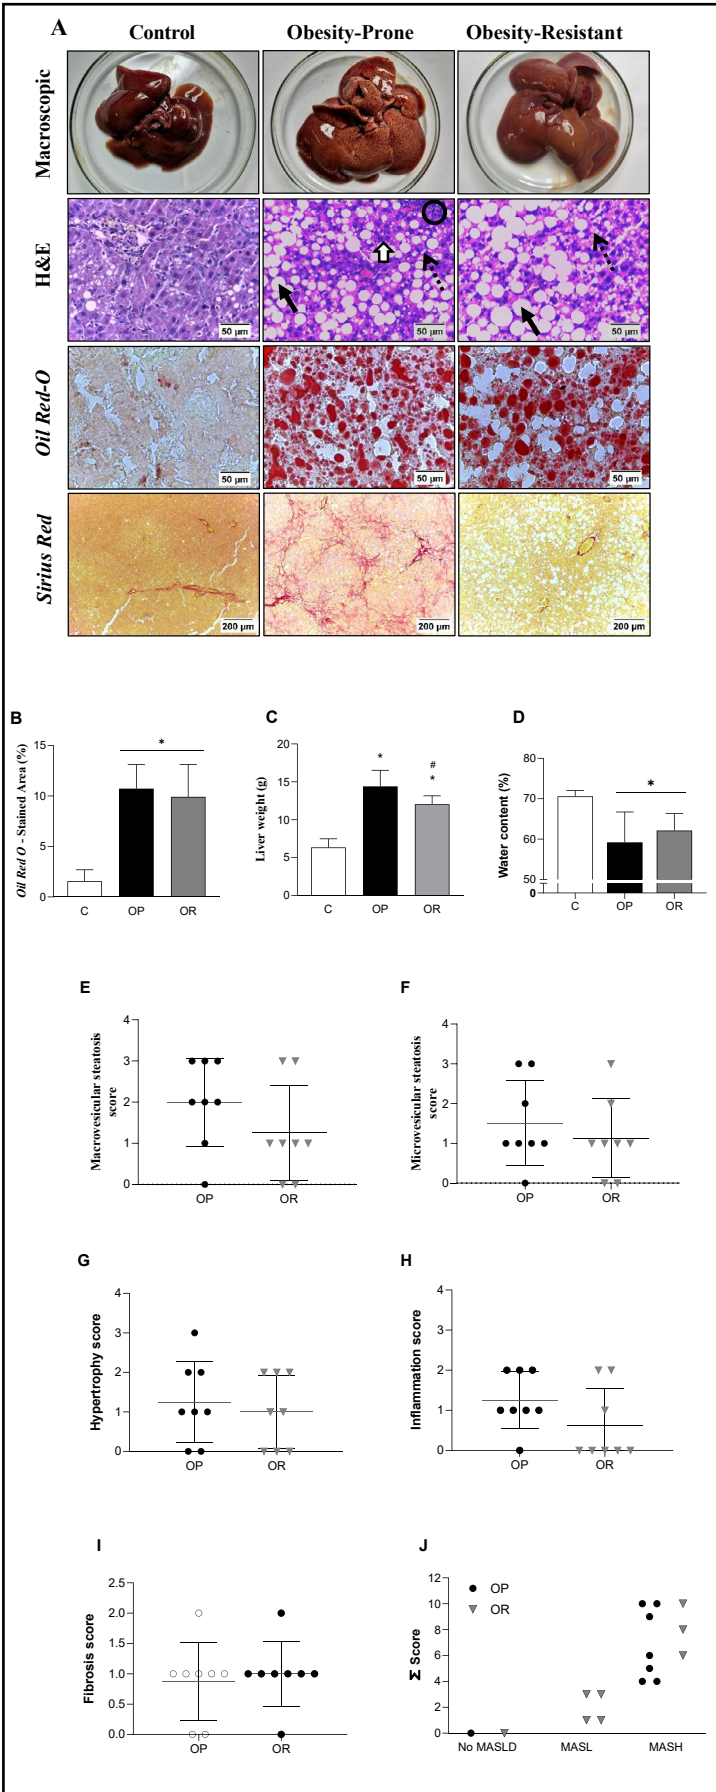 A
Control Obesity-Prone Obesity-Resistant
Macroscopic
H&E
50 µm 50 µm 50 µm
Oil Red-O
50 µm 50 µm 50 µm
Sirius Red
200 µm 200 µm 200 µm
B
Oil Red O - Stained Area (%)
15
10
5
0
*
C OP OR
C
Liver weight (g)
20
15
10
5
0
*
#
*
C OP OR
D
Water content (%)
80
70
60
50
0
*
C OP OR
E
Macrovesicular steatosis
score
4
3
2
1
0
OP OR
F
Microvesicular steatosis
score
4
3
2
1
0
OP OR
G
Hypertrophy score
4
3
2
1
0
OP OR
H
Inflammation score
4
3
2
1
0
OP OR
I
Fibrosis score
2.5
2.0
1.5
1.0
0.5
0.0
OP OR
J
Σ Score
12
10
8
6
4
2
0
OP
OR
No MASLD MASL MASH